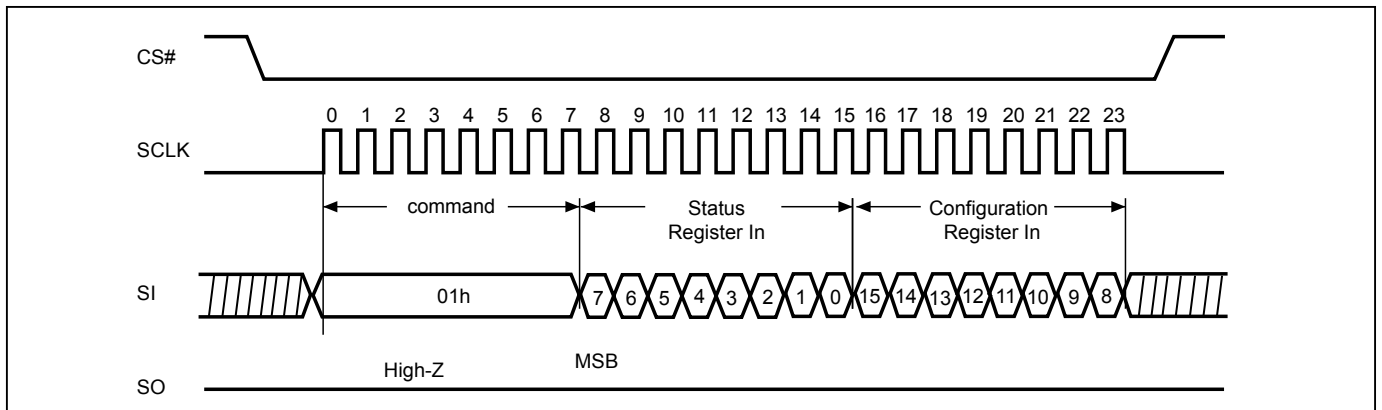 CS#
0 1 2 3 4 5 6 7 8 9 10 11 12 13 14 15 16 17 18 19 20 21 22 23
SCLK
command
Status
Register In
Configuration
Register In
SI
01h
7 6 5 4 3 2 1 0 15 14 13 12 11 10 9 8
High-Z
MSB
SO